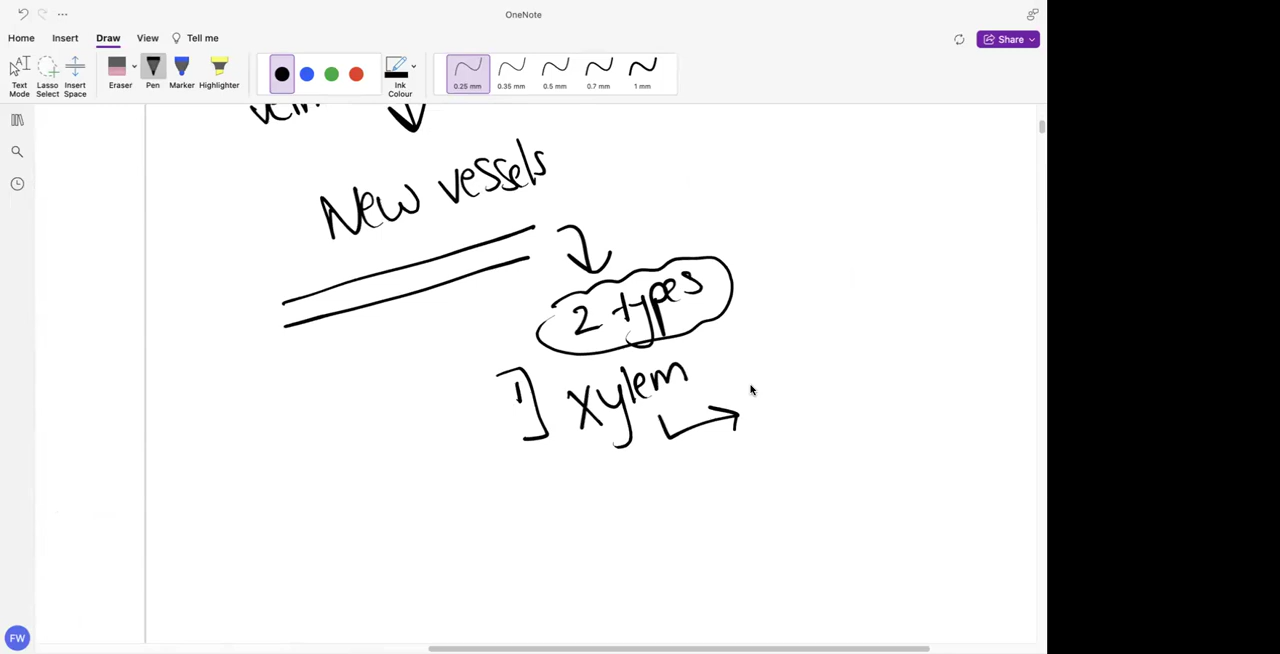 OneNote
Home Insert Draw View Tell me
Share
Text Mode
Lasso Select
Insert Space
Eraser
Pen
Marker
Highlighter
Ink Colour
0.25 mm
0.35 mm
0.5 mm
0.7 mm
1 mm
New vessels
2 types
1] Xylem
FW